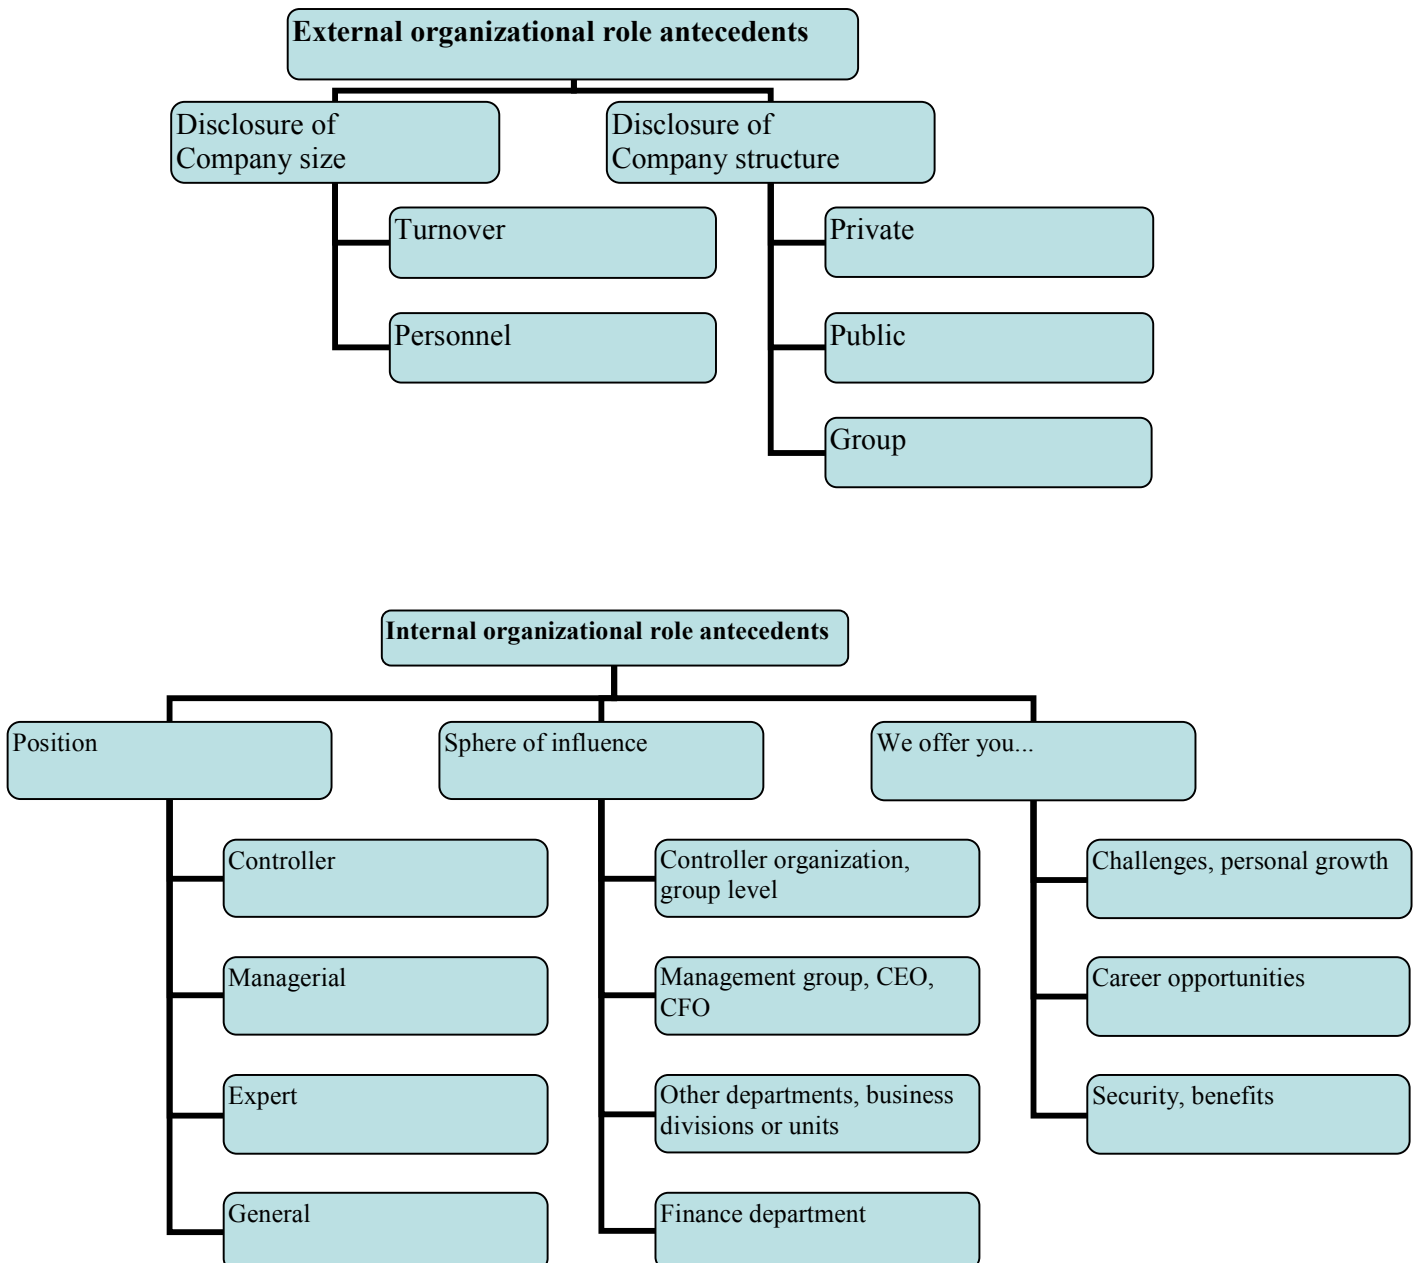 External organizational role antecedents
Disclosure of
Company size
Disclosure of
Company structure
Turnover
Private
Personnel
Public
Group
Internal organizational role antecedents
Position
Sphere of influence
We offer you...
Controller
Controller organization,
group level
Challenges, personal growth
Managerial
Management group, CEO,
CFO
Career opportunities
Expert
Other departments, business
divisions or units
Security, benefits
General
Finance department